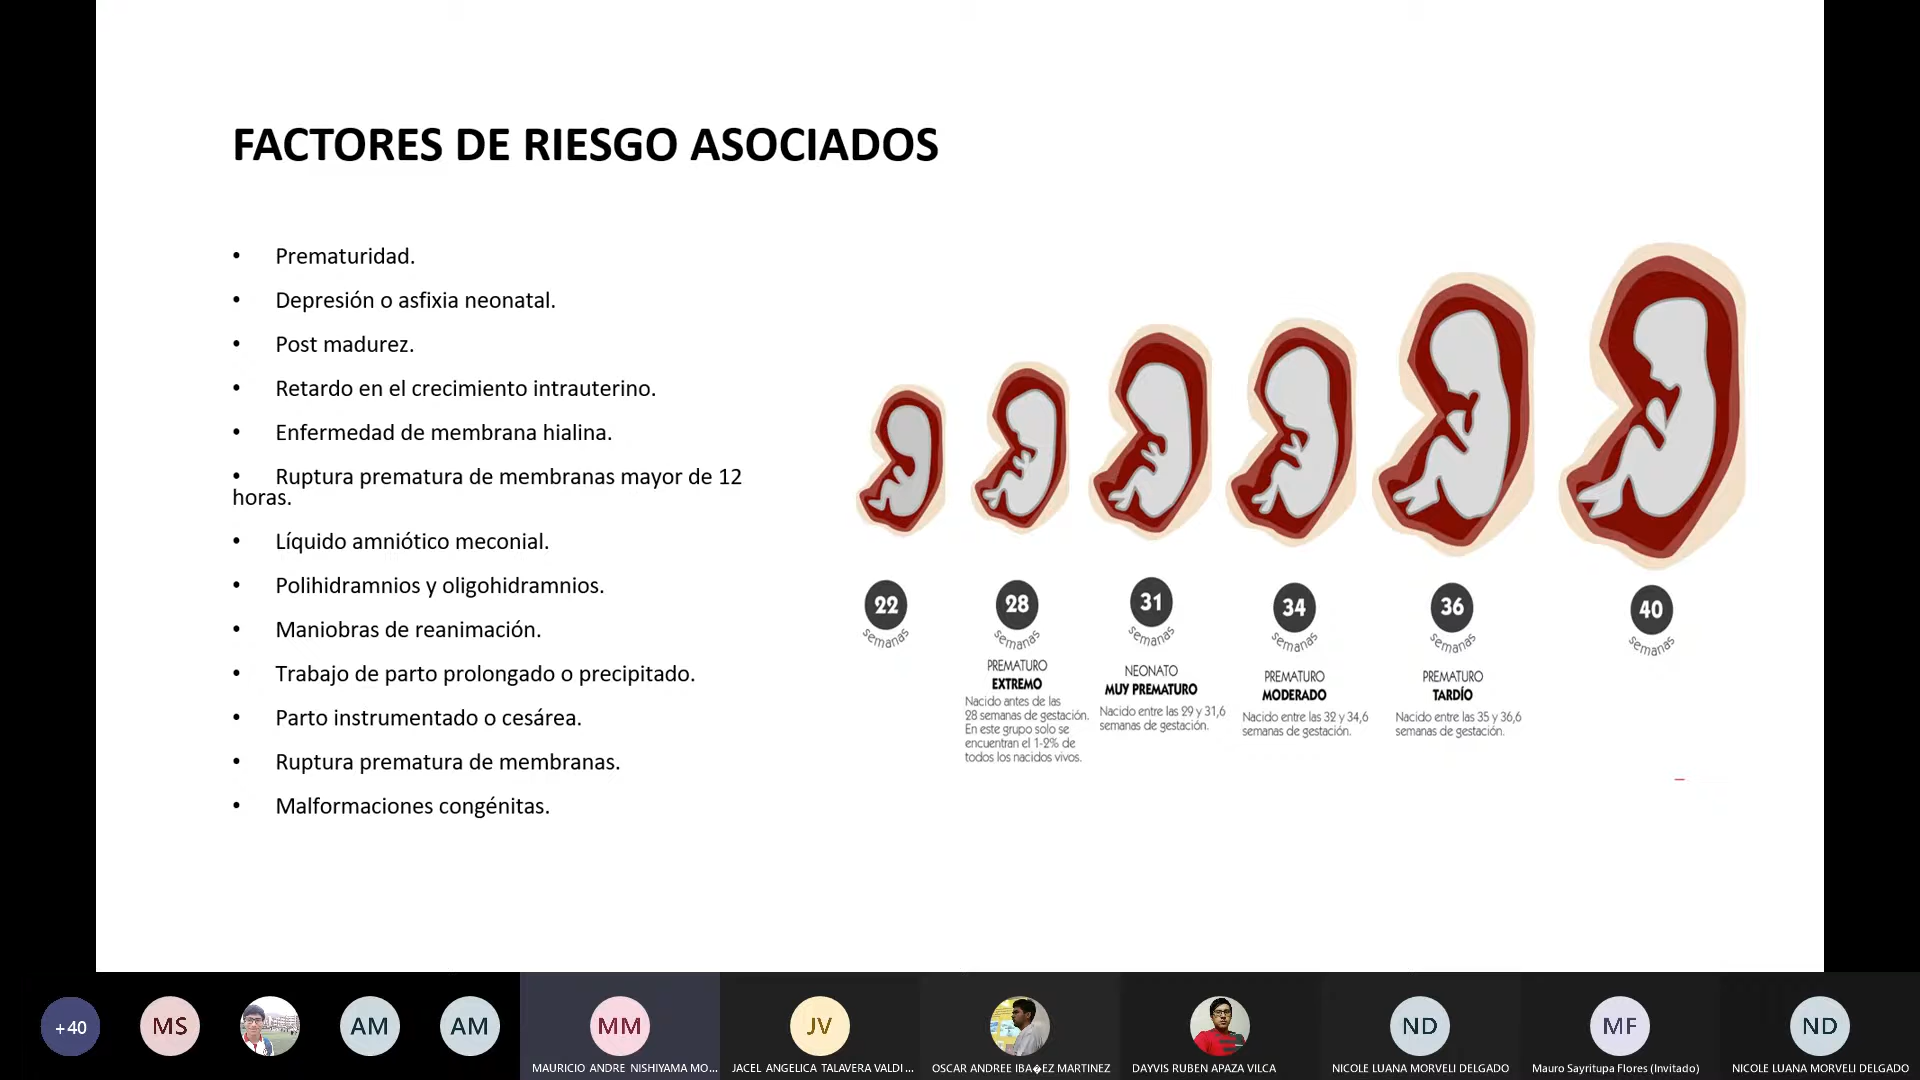 FACTORES DE RIESGO ASOCIADOS
• Prematuridad.
• Depresión o asfixia neonatal.
• Post madurez.
• Retardo en el crecimiento intrauterino.
• Enfermedad de membrana hialina.
• Ruptura prematura de membranas mayor de 12
horas.
• Líquido amniótico meconial.
• Polihidramnios y oligohidramnios.
• Maniobras de reanimación.
• Trabajo de parto prolongado o precipitado.
• Parto instrumentado o cesárea.
• Ruptura prematura de membranas.
• Malformaciones congénitas.
22
semanas
28
semanas
PREMATURO
EXTREMO
Nacido antes de las
28 semanas de gestación.
En este grupo solo se
encuentran el 1-2% de
todos los nacidos vivos.
31
semanas
NEONATO
MUY PREMATURO
Nacido entre las 29 y 31,6
semanas de gestación.
34
semanas
PREMATURO
MODERADO
Nacido entre las 32 y 34,6
semanas de gestación.
36
semanas
PREMATURO
TARDÍO
Nacido entre las 35 y 36,6
semanas de gestación.
40
semanas
+40
MS
AM
AM
MM
MAURICIO ANDRE NISHIYAMA MO...
JV
JACEL ANGELICA TALAVERA VALDI...
OSCAR ANDREE IBA�EZ MARTINEZ
DAYVIS RUBEN APAZA VILCA
ND
NICOLE LUANA MORVELI DELGADO
MF
Mauro Sayritupa Flores (Invitado)
ND
NICOLE LUANA MORVELI DELGADO